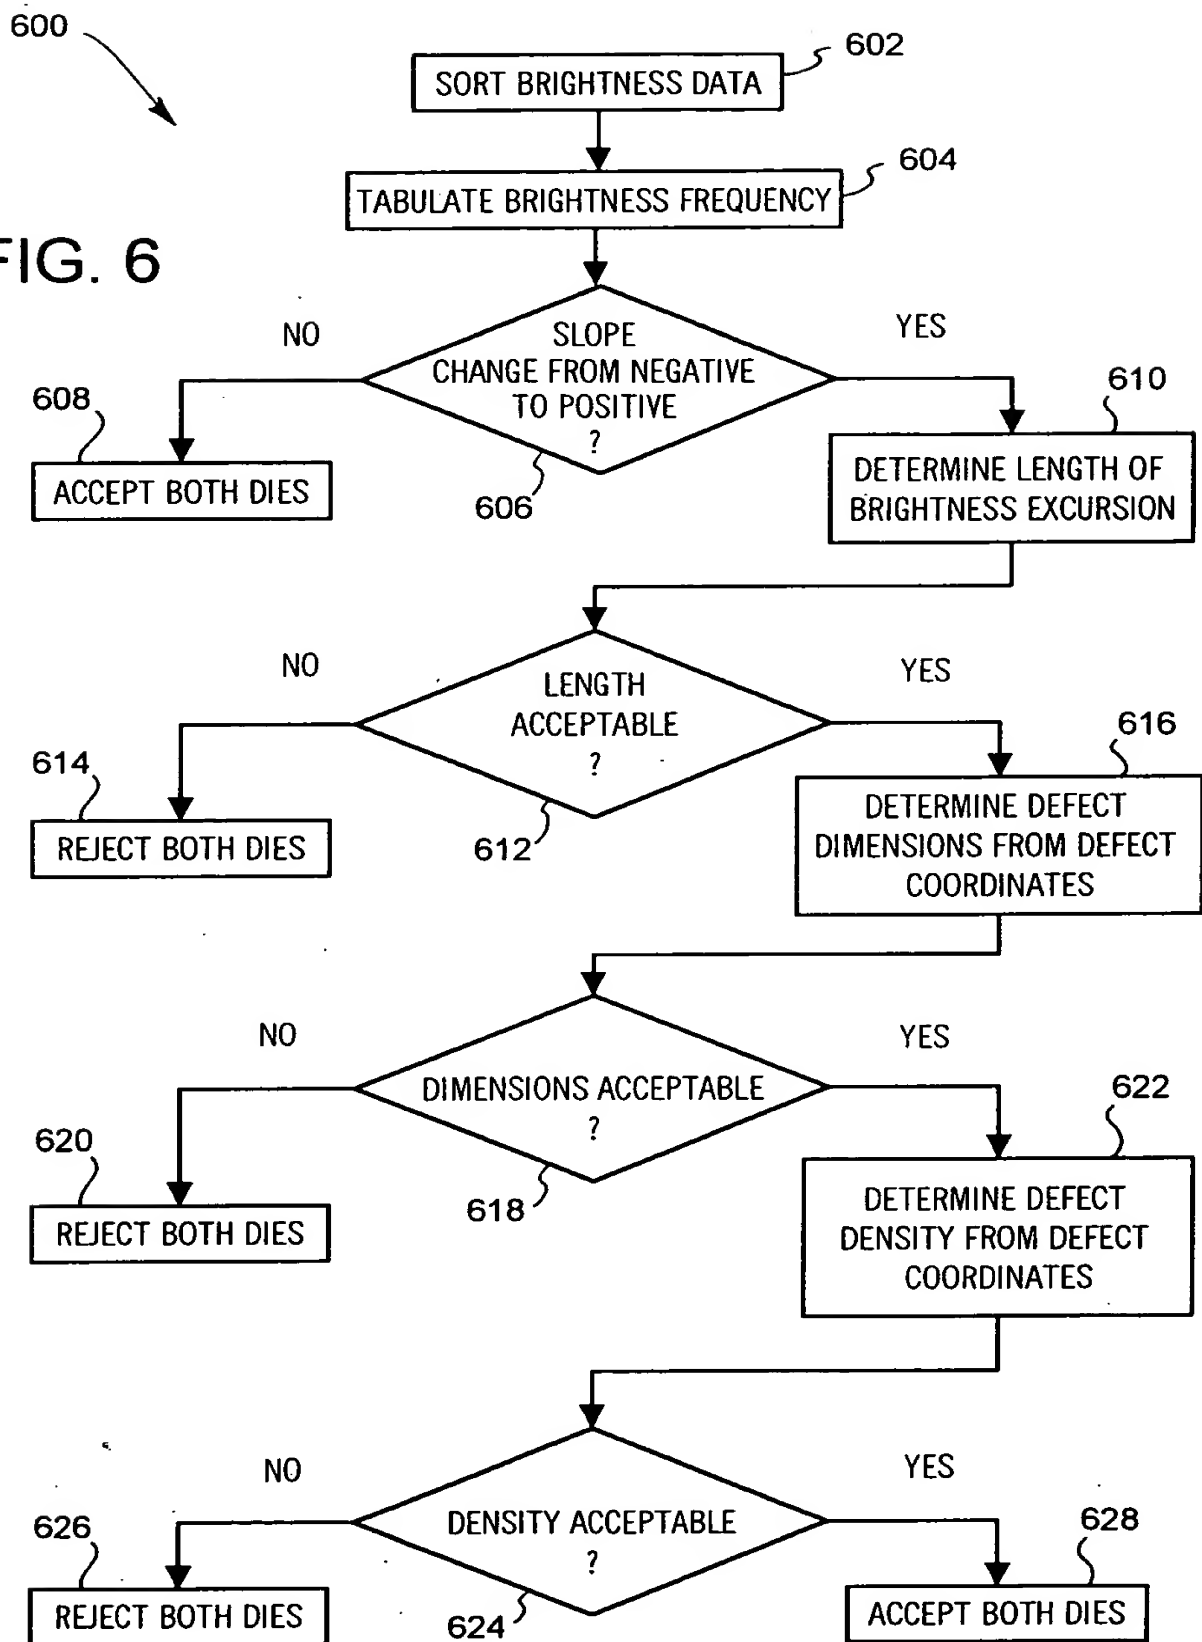 600
602
SORT BRIGHTNESS DATA
604
TABULATE BRIGHTNESS FREQUENCY
FIG. 6
NO
YES
SLOPE
CHANGE FROM NEGATIVE
TO POSITIVE
?
606
608
ACCEPT BOTH DIES
610
DETERMINE LENGTH OF
BRIGHTNESS EXCURSION
NO
YES
LENGTH
ACCEPTABLE
?
612
614
REJECT BOTH DIES
616
DETERMINE DEFECT
DIMENSIONS FROM DEFECT
COORDINATES
NO
YES
DIMENSIONS ACCEPTABLE
?
618
620
REJECT BOTH DIES
622
DETERMINE DEFECT
DENSITY FROM DEFECT
COORDINATES
NO
YES
DENSITY ACCEPTABLE
?
624
626
REJECT BOTH DIES
628
ACCEPT BOTH DIES